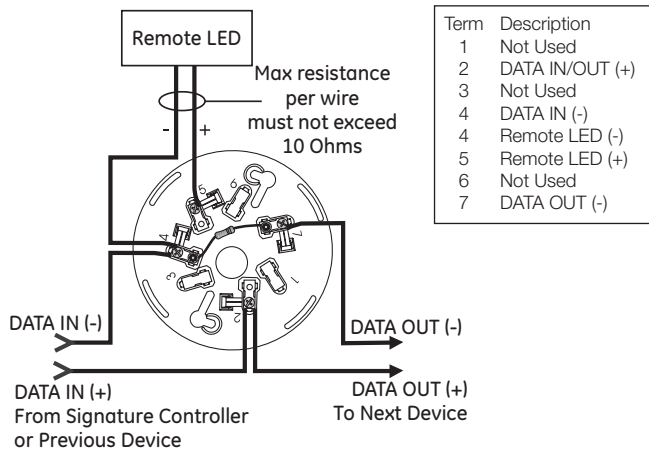 Remote LED
Max resistance
per wire
must not exceed
10 Ohms
- +
Term Description
1 Not Used
2 DATA IN/OUT (+)
3 Not Used
4 DATA IN (-)
4 Remote LED (-)
5 Remote LED (+)
6 Not Used
7 DATA OUT (-)
5
6
4
7
3
1
2
DATA IN (-)
DATA OUT (-)
DATA IN (+)
From Signature Controller
or Previous Device
DATA OUT (+)
To Next Device